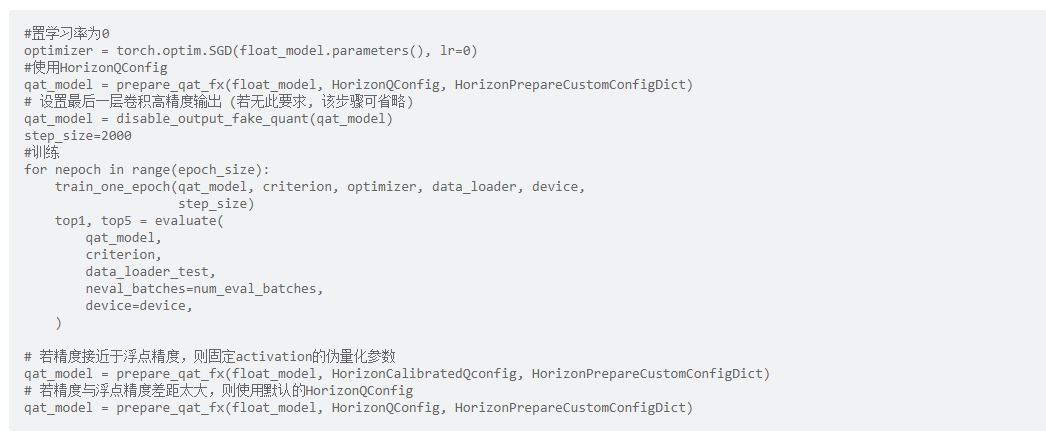 #置学习率为0
optimizer = torch.optim.SGD(float_model.parameters(), lr=0)
#使用HorizonQConfig
qat_model = prepare_qat_fx(float_model, HorizonQConfig, HorizonPrepareCustomConfigDict)
# 设置最后一层卷积高精度输出 (若无此要求, 该步骤可省略)
qat_model = disable_output_fake_quant(qat_model)
step_size=2000
#训练
for nepoch in range(epoch_size):
    train_one_epoch(qat_model, criterion, optimizer, data_loader, device,
                    step_size)
    top1, top5 = evaluate(
        qat_model,
        criterion,
        data_loader_test,
        neval_batches=num_eval_batches,
        device=device,
    )
# 若精度接近于浮点精度，则固定activation的伪量化参数
qat_model = prepare_qat_fx(float_model, HorizonCalibratedQconfig, HorizonPrepareCustomConfigDict)
# 若精度与浮点精度差距太大，则使用默认的HorizonQConfig
qat_model = prepare_qat_fx(float_model, HorizonQConfig, HorizonPrepareCustomConfigDict)